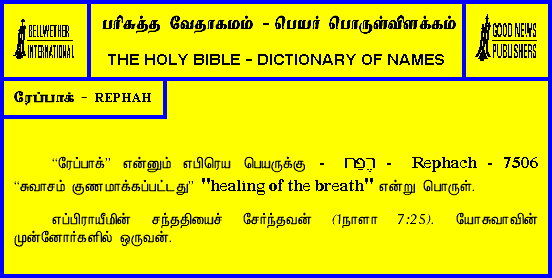 BELLWETHER
INTERNATIONAL
பரிசுத்த வேதாகமம் - பெயர் பொருள்விளக்கம்
THE HOLY BIBLE - DICTIONARY OF NAMES
GOOD NEWS
PUBLISHERS
ரேப்பாக் - REPHAH
“ரேப்பாக்” என்னும் எபிரெய பெயருக்கு - רֶפַח - Rephach - 7506
“சுவாசம் குணமாக்கப்பட்டது” "healing of the breath" என்று பொருள்.
எப்பிராயீமின் சந்ததியைச் சேர்ந்தவன் (1நாளா 7:25). யோசுவாவின்
முன்னோர்களில் ஒருவன்.